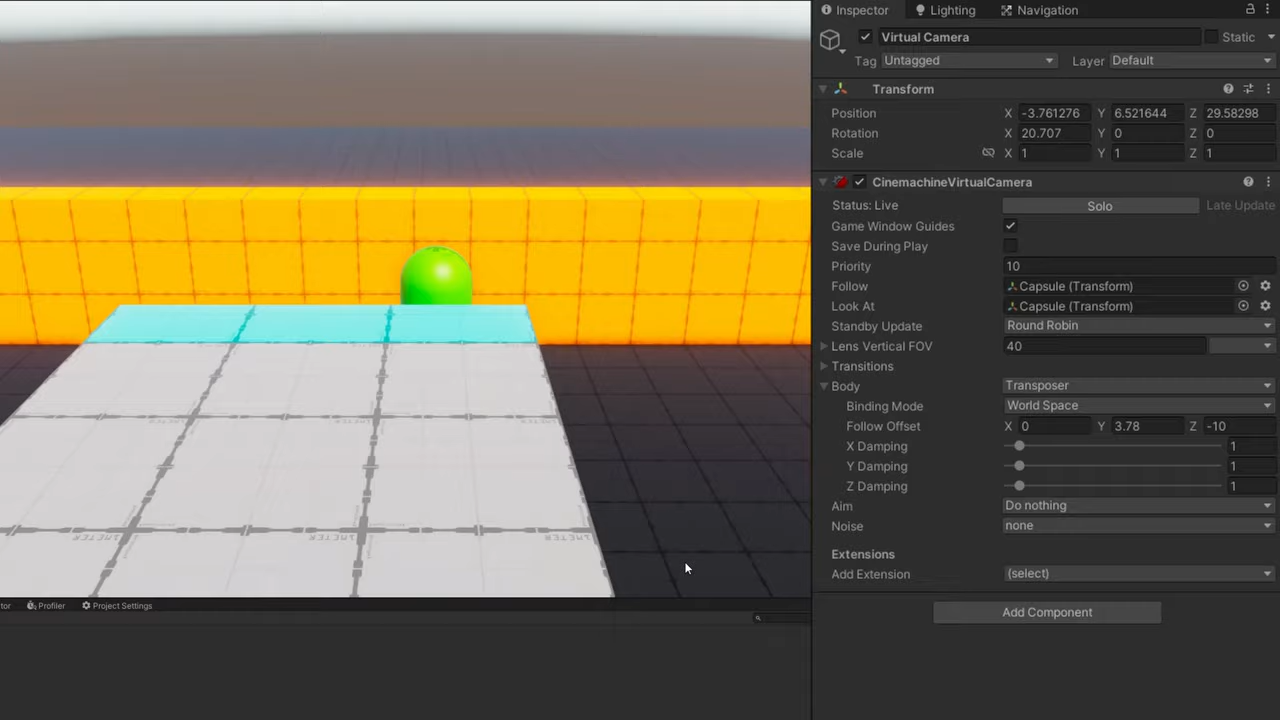 Inspector Lighting Navigation
Virtual Camera Static
Tag Untagged Layer Default
Transform
Position X -3.761276 Y 6.521644 Z 29.58298
Rotation X 20.707 Y 0 Z 0
Scale X 1 Y 1 Z 1
CinemachineVirtualCamera
Status: Live Solo Late Update
Game Window Guides
Save During Play
Priority 10
Follow Capsule (Transform)
Look At Capsule (Transform)
Standby Update Round Robin
Lens Vertical FOV 40
Transitions
Body Transposer
Binding Mode World Space
Follow Offset X 0 Y 3.78 Z -10
X Damping 1
Y Damping 1
Z Damping 1
Aim Do nothing
Noise none
Extensions
Add Extension (select)
Add Component
tor Profiler Project Settings